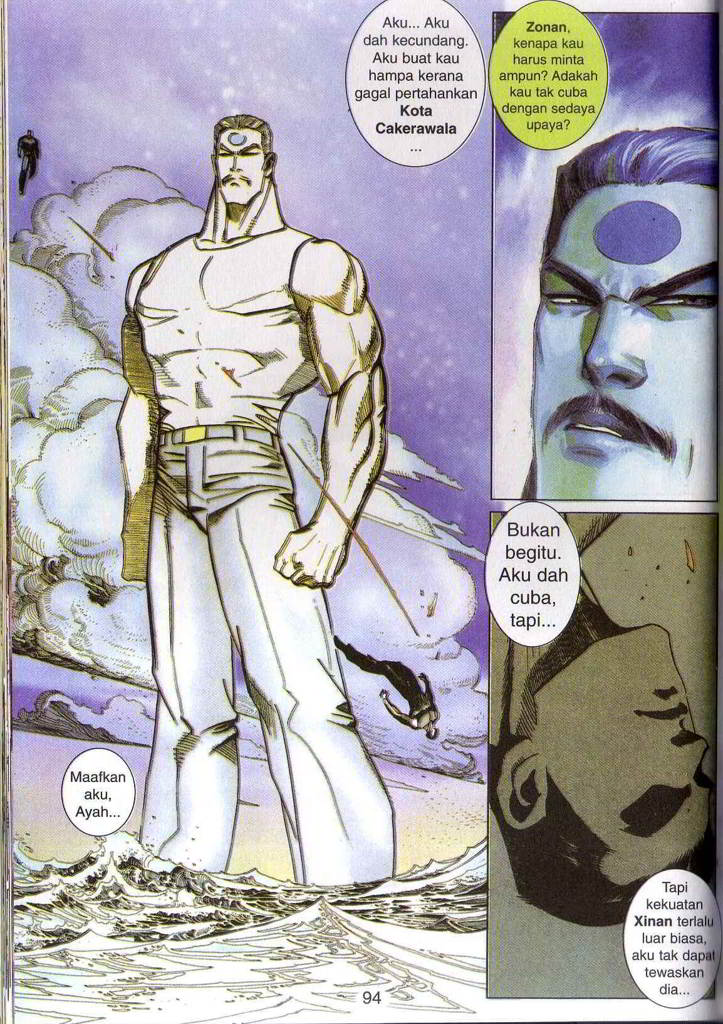 Aku... Aku
dah kecundang.
Aku buat kau
hampa kerana
gagal pertahankan
Kota
Cakerawala
...
Zonan,
kenapa kau
harus minta
ampun? Adakah
kau tak cuba
dengan sedaya
upaya?
Bukan
begitu.
Aku dah
cuba,
tapi...
Maafkan
aku,
Ayah...
Tapi
kekuatan
Xinan terlalu
luar biasa,
aku tak dapat
tewaskan
dia...
94